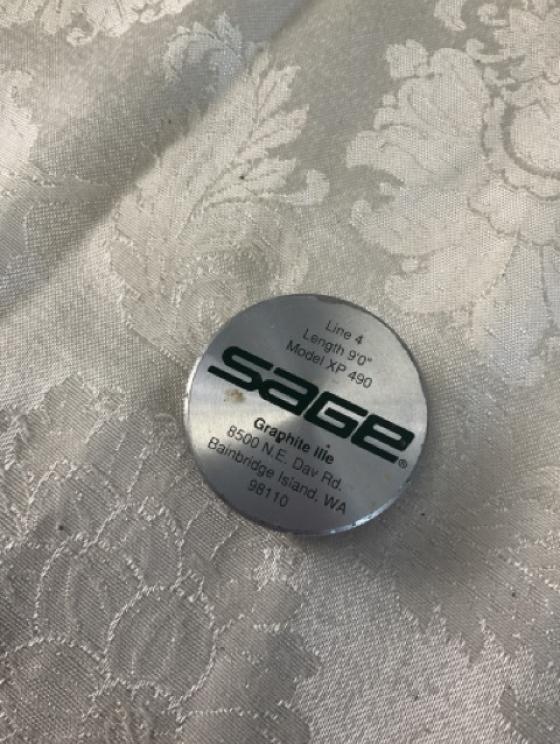 Line 4
Length 9'0"
Model XP 490
SAGE®
Graphite IIIe
8500 N.E. Day Rd.
Bainbridge Island, WA
98110